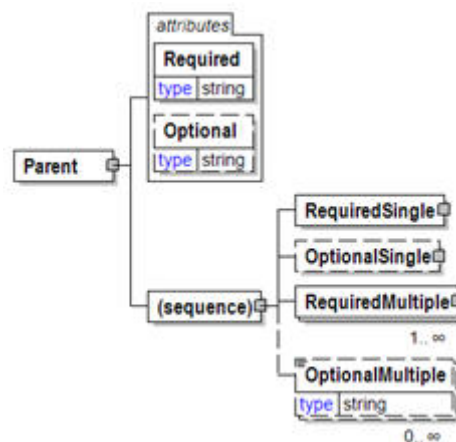 attributes
Required
type string
Optional
type string
Parent
RequiredSingle
OptionalSingle
(sequence)
RequiredMultiple
1.. ∞
OptionalMultiple
type string
0.. ∞